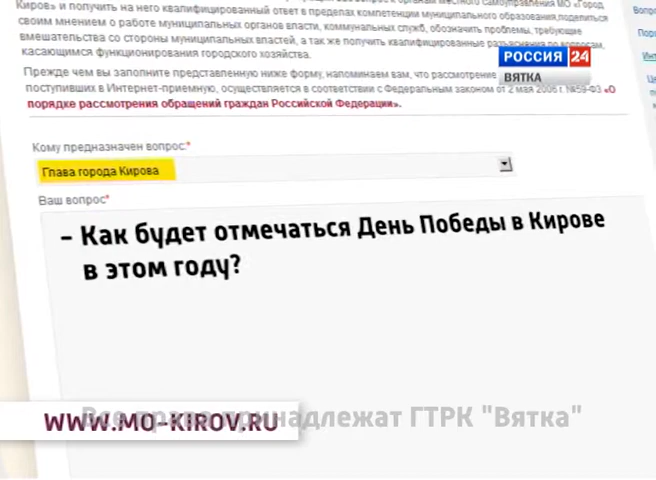 Киров» и получить на него квалифицированный ответ в пределах компетенции муниципального образования, поделиться
своим мнением о работе муниципальных органов власти, коммунальных служб, обозначить проблемы, требующие
вмешательства со стороны муниципальных властей, а так же получить квалифицированные разъяснения по вопросам,
касающимся функционирования городского хозяйства.
РОССИЯ 24
ВЯТКА
Прежде чем вы заполните представленную ниже форму, напоминаем вам, что рассмотрение
поступивших в Интернет-приемную, осуществляется в соответствии с Федеральным законом от 2 мая 2006 г. №59-ФЗ «О
порядке рассмотрения обращений граждан Российской Федерации».
Кому предназначен вопрос*
Глава города Кирова
Ваш вопрос*
– Как будет отмечаться День Победы в Кирове
в этом году?
WWW.MO-KIROV.RU
Все права принадлежат ГТРК "Вятка"